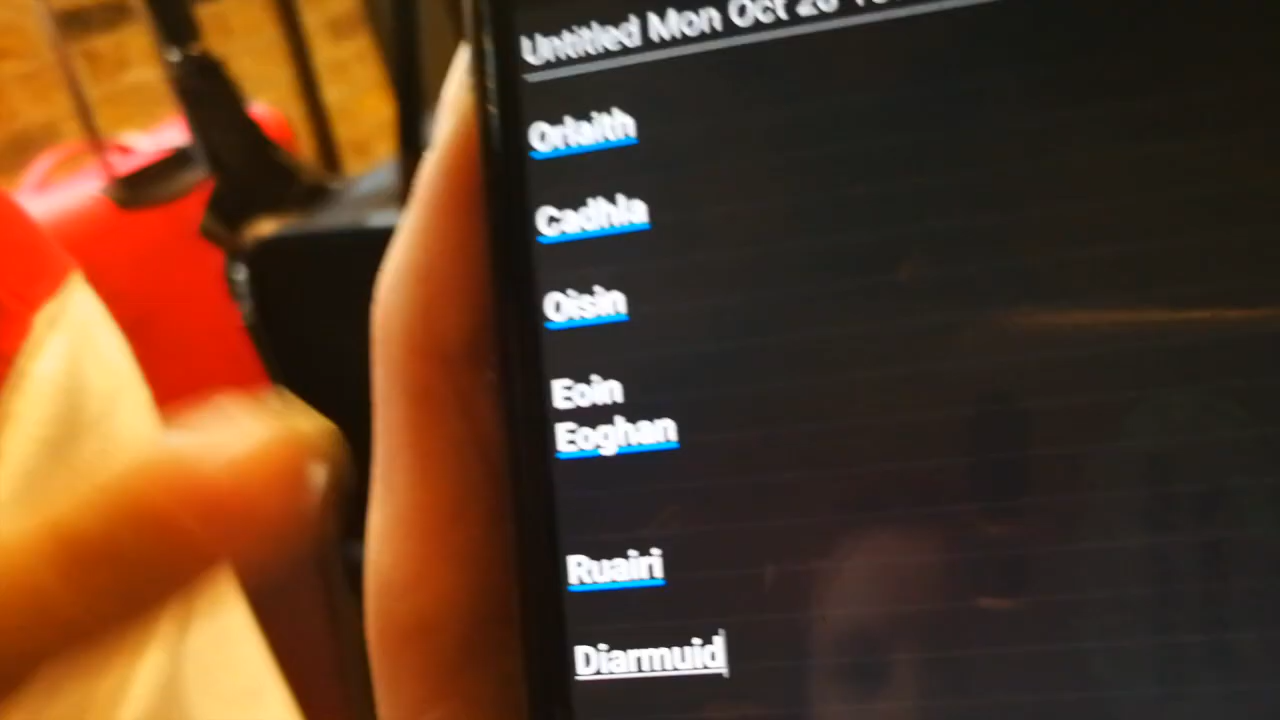 Untitled Mon Oct
Orlaith
Cadhla
Oisin
Eoin
Eoghan
Ruairi
Diarmuid